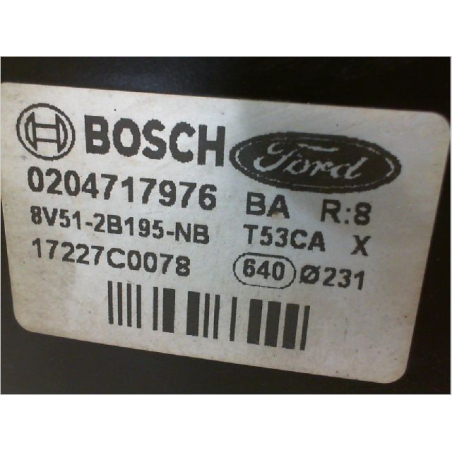 BOSCH Ford
0204717976 BA R:8
8V51-2B195-NB T53CA X
17227C0078 640 Ø231